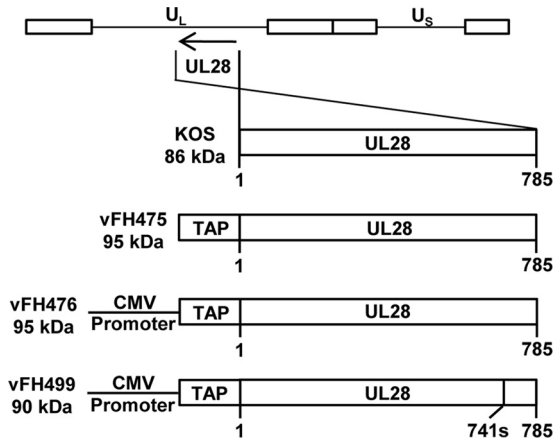 UL US
UL28
KOS
86 kDa
UL28
1 785
vFH475
95 kDa
TAP UL28
1 785
vFH476
95 kDa
CMV
Promoter
TAP UL28
1 785
vFH499
90 kDa
CMV
Promoter
TAP UL28
1 741s 785